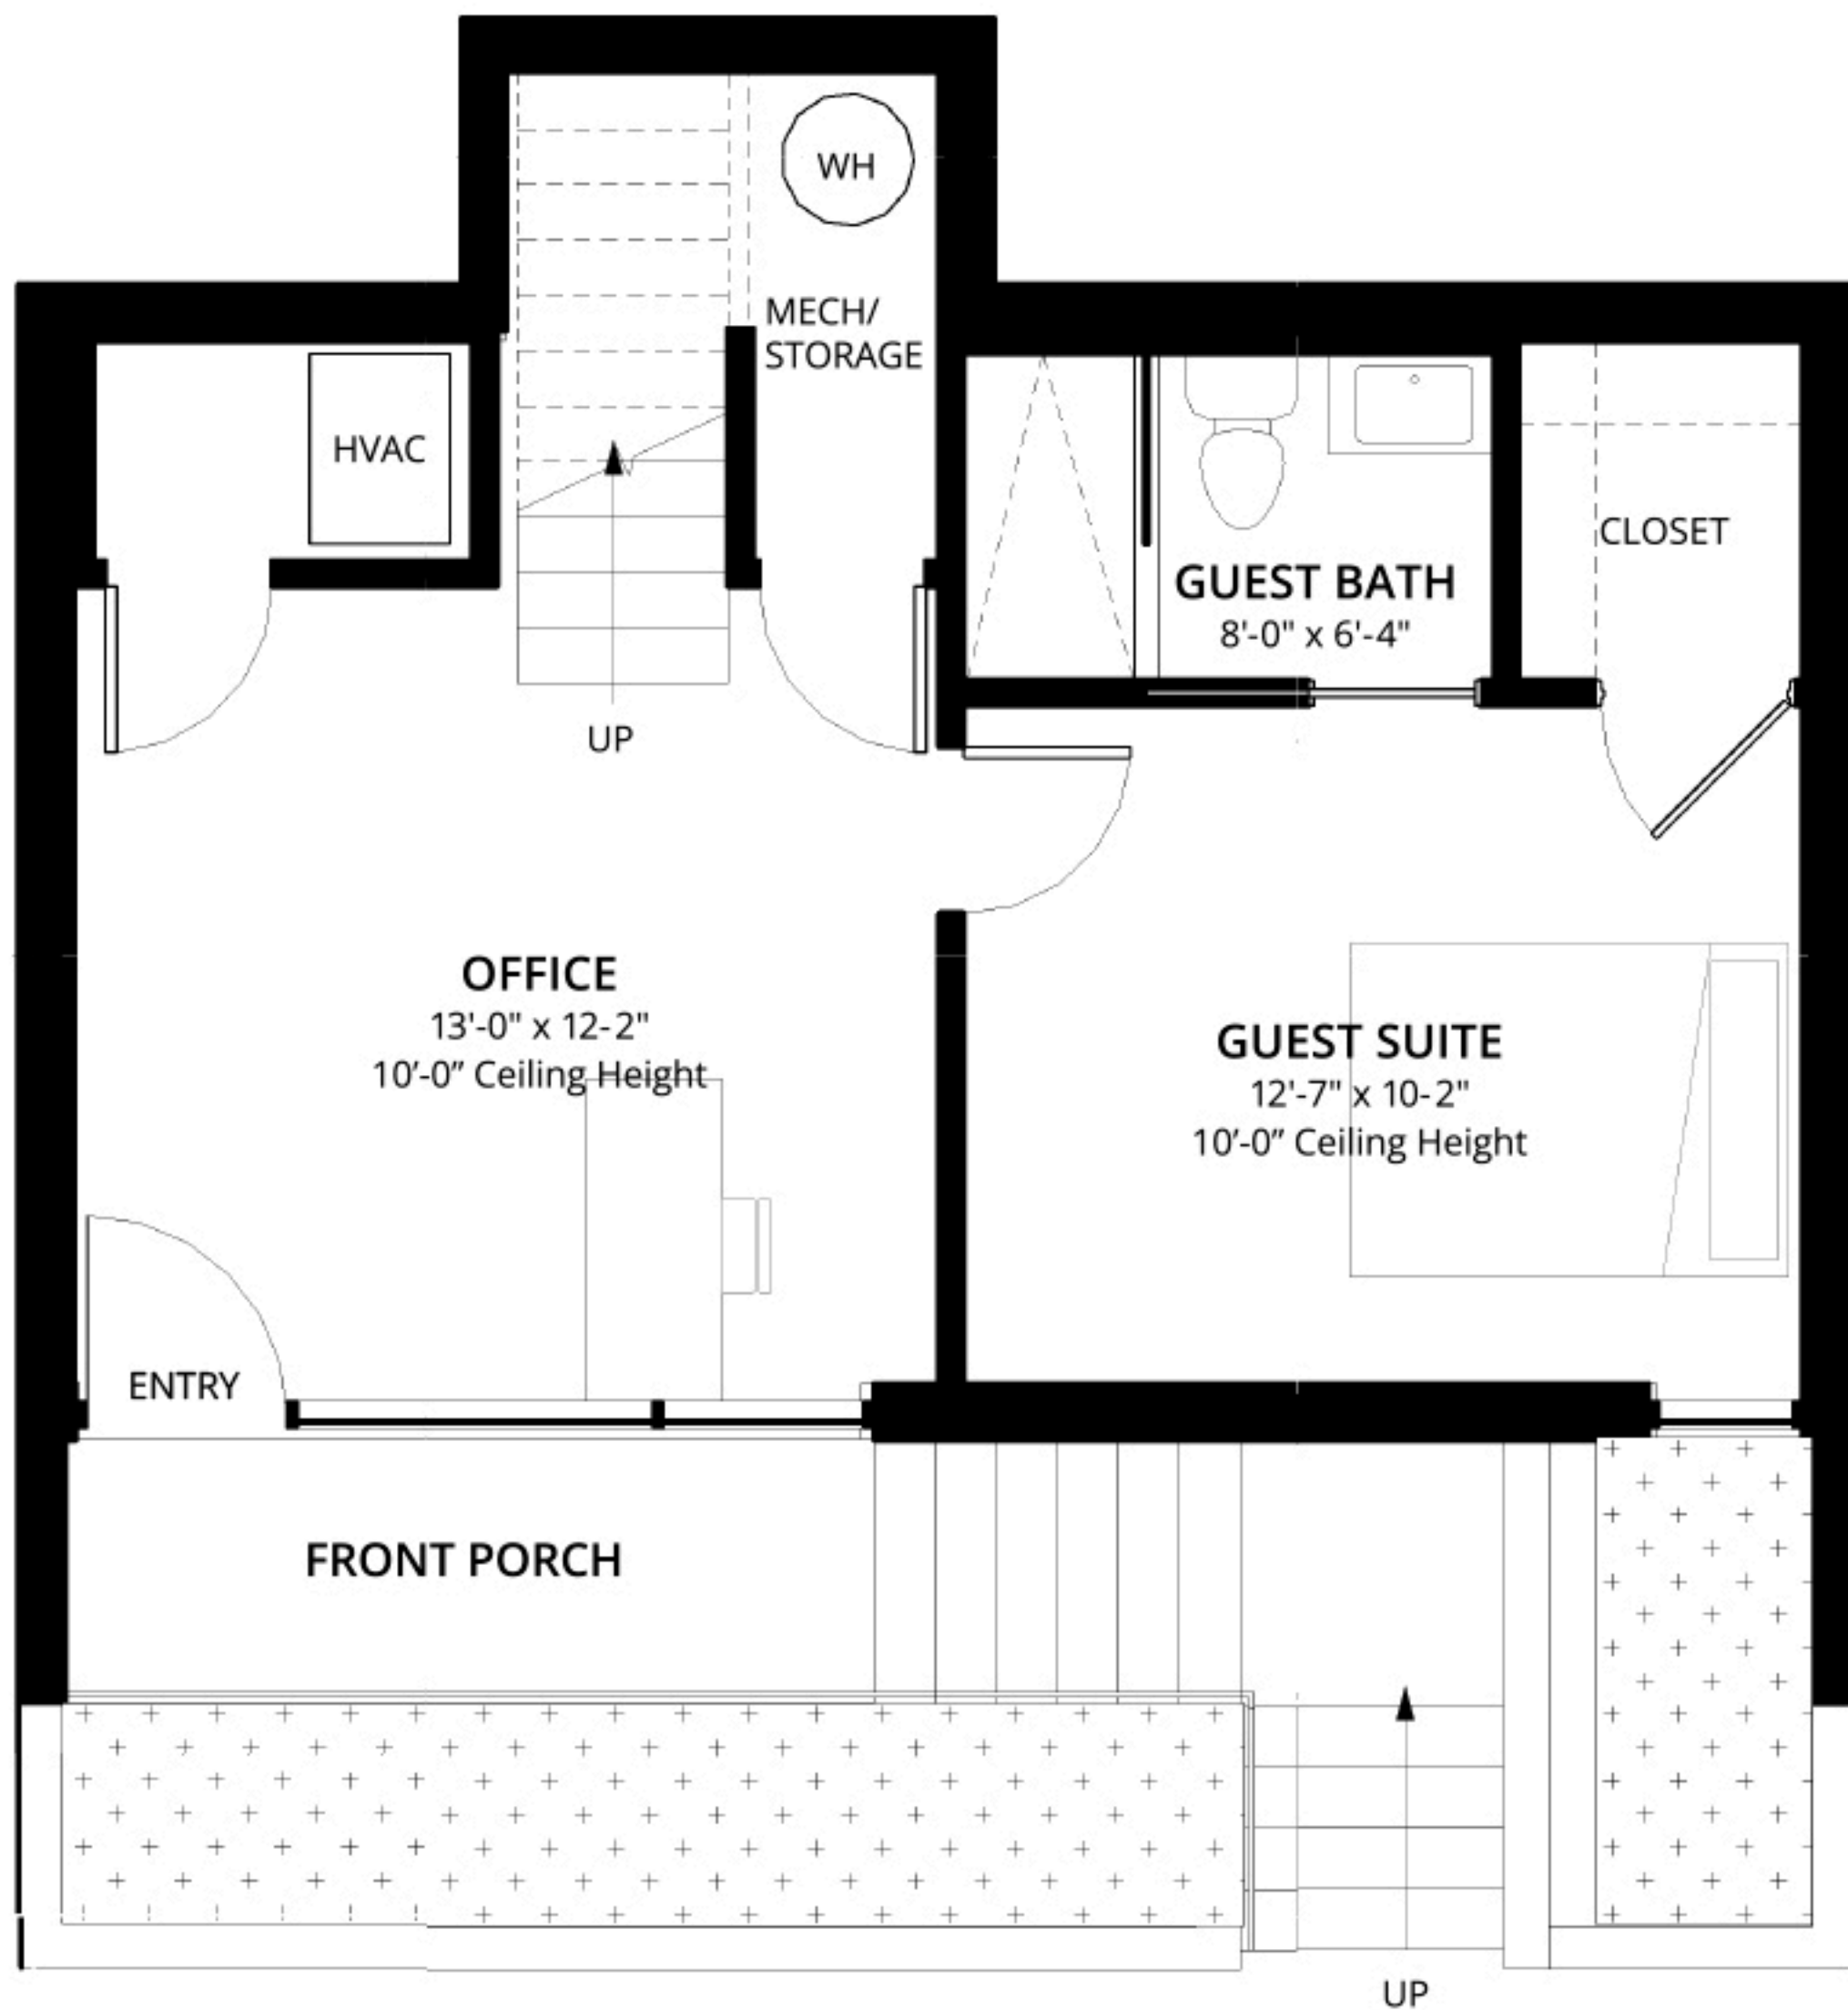 WH
MECH/
STORAGE
HVAC
CLOSET
GUEST BATH
8'-0" x 6'-4"
UP
OFFICE
13'-0" x 12-2"
10’-0” Ceiling Height
GUEST SUITE
12'-7" x 10-2"
10’-0” Ceiling Height
ENTRY
FRONT PORCH
UP